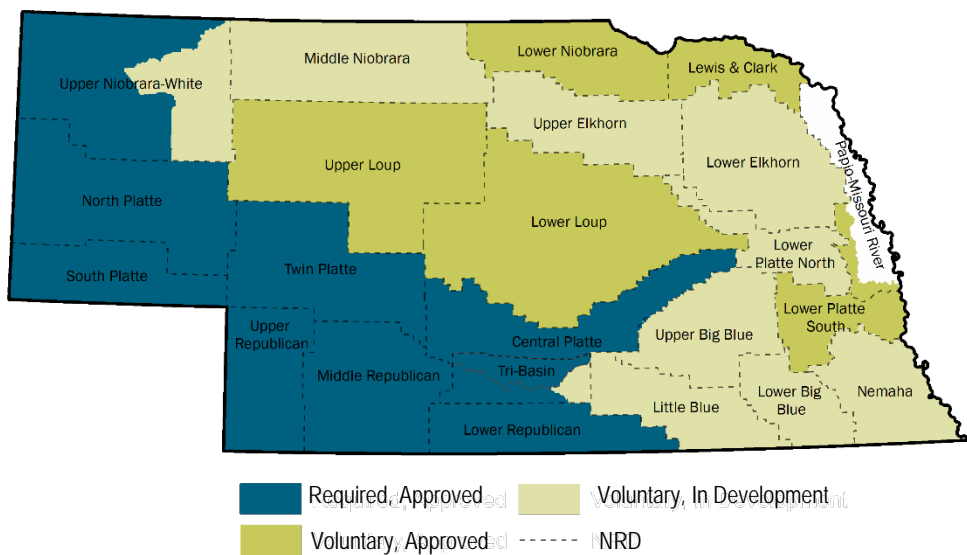 Middle Niobrara
Lower Niobrara
Lewis & Clark
Upper Niobrara-White
Upper Elkhorn
Lower Elkhorn
Papio-Missouri River
Upper Loup
North Platte
Lower Loup
Lower
Platte North
South Platte
Twin Platte
Lower Platte
South
Upper
Republican
Central Platte
Upper Big Blue
Middle Republican
Tri-Basin
Nemaha
Little Blue
Lower Big
Blue
Lower Republican
Required, Approved
Voluntary, In Development
Voluntary, Approved
NRD